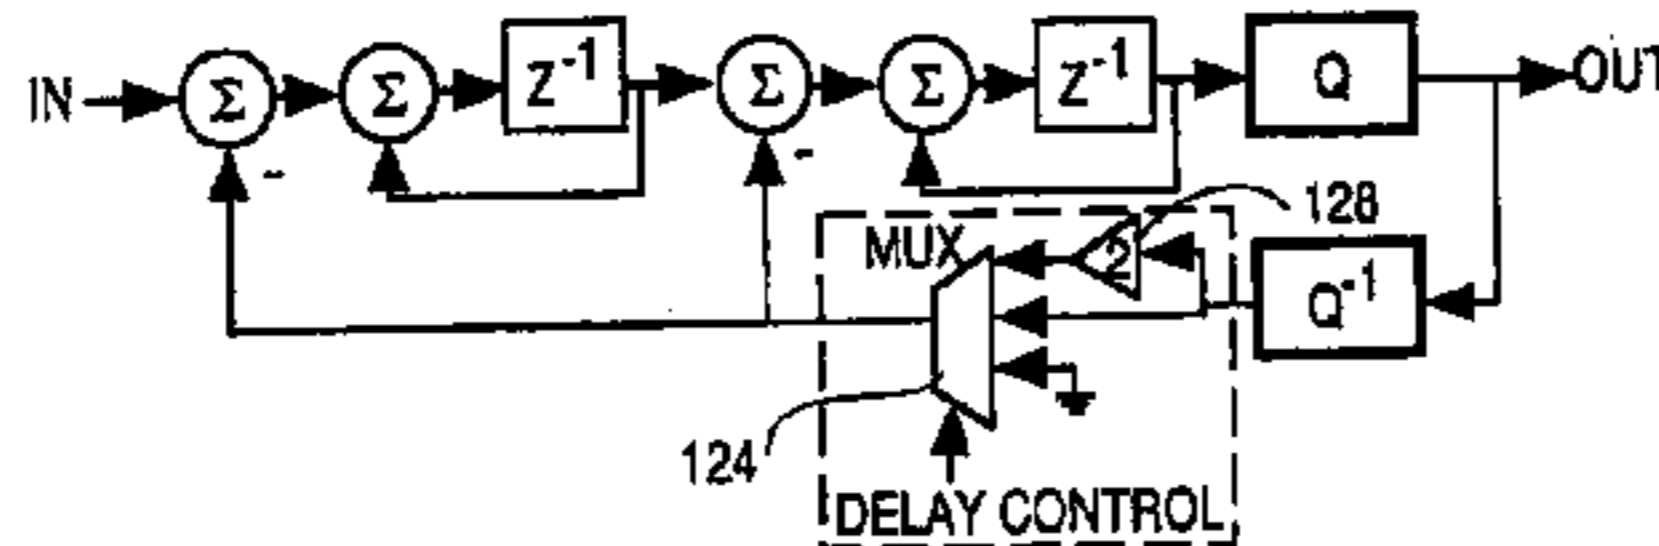 IN Σ Σ Z⁻¹ Σ Σ Z⁻¹ Q OUT
- -
128
MUX 2
Q⁻¹
124
DELAY CONTROL